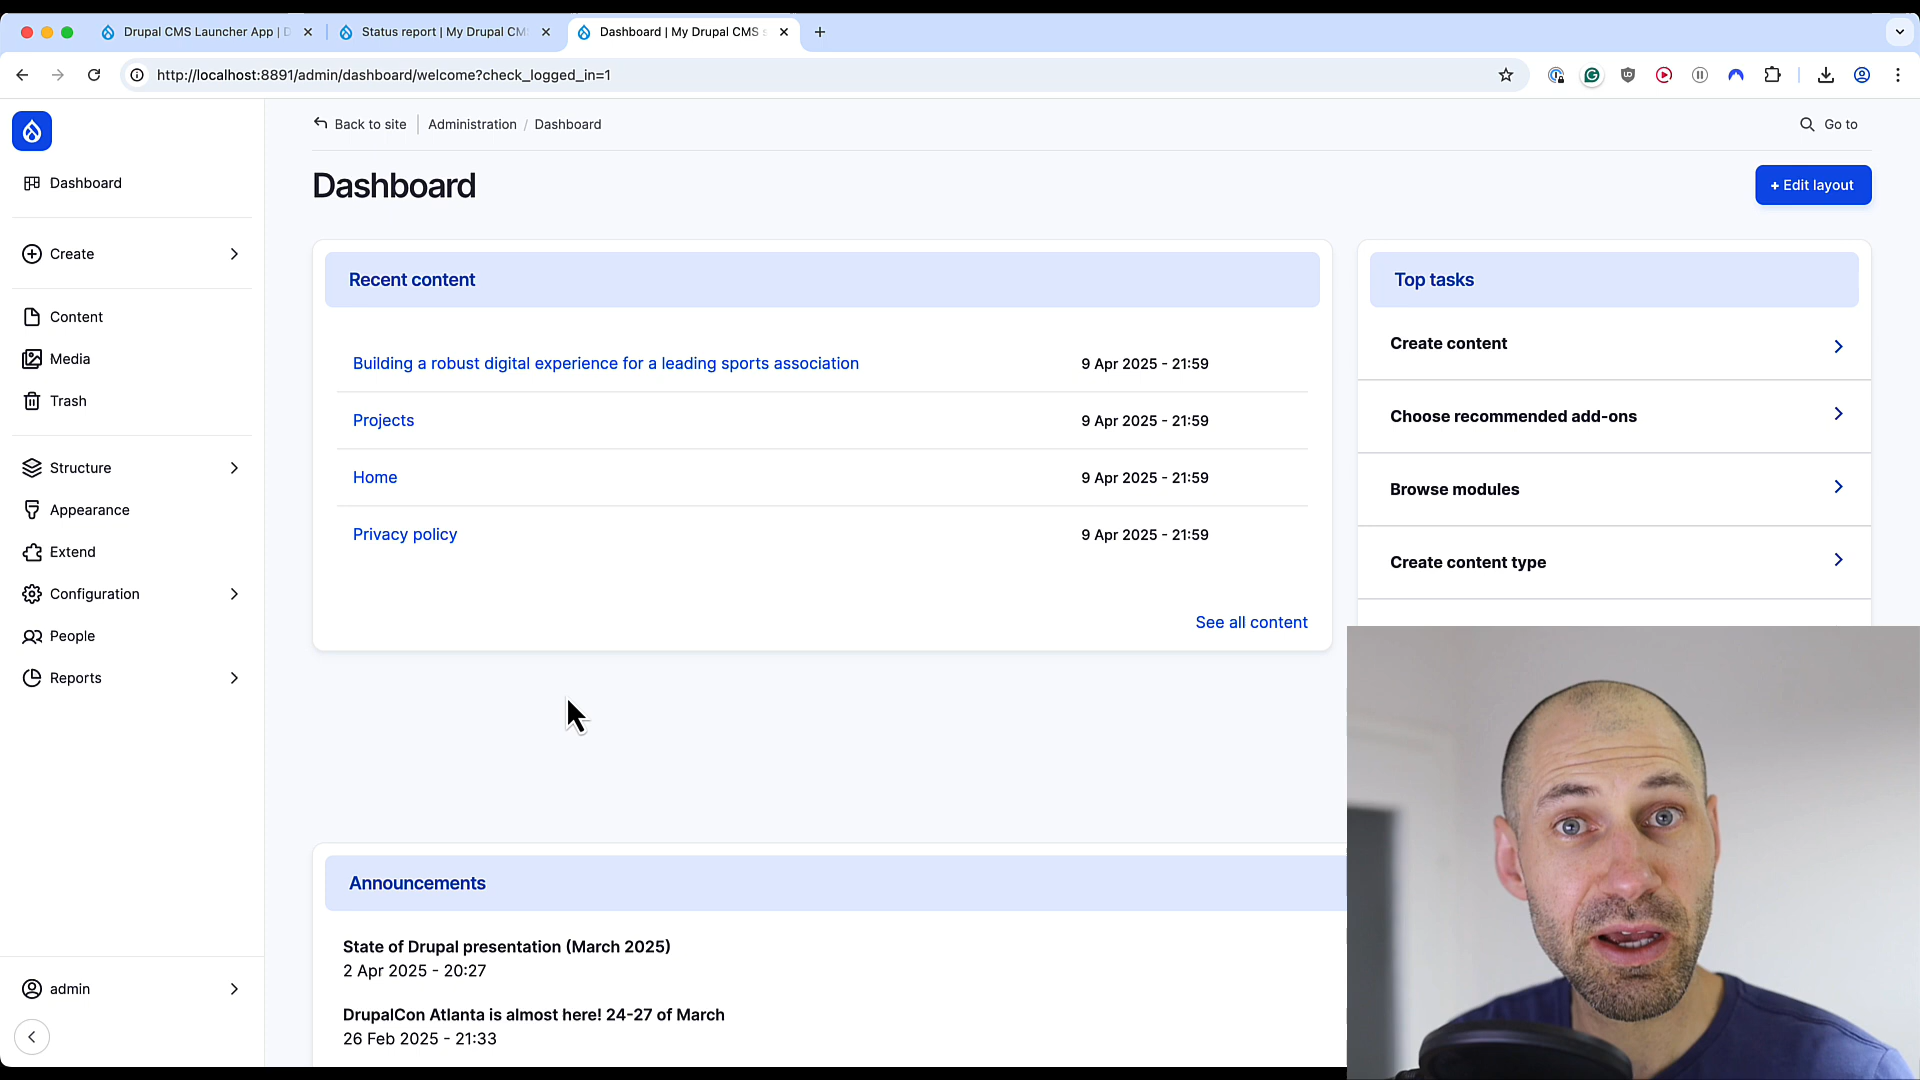 Drupal CMS Launcher App | D
Status report | My Drupal CM
Dashboard | My Drupal CMS s
http://localhost:8891/admin/dashboard/welcome?check_logged_in=1
Back to site
Administration / Dashboard
Go to
Dashboard
+ Edit layout
Dashboard
Create
Content
Media
Trash
Structure
Appearance
Extend
Configuration
People
Reports
admin
Recent content
Building a robust digital experience for a leading sports association 9 Apr 2025 - 21:59
Projects 9 Apr 2025 - 21:59
Home 9 Apr 2025 - 21:59
Privacy policy 9 Apr 2025 - 21:59
See all content
Top tasks
Create content
Choose recommended add-ons
Browse modules
Create content type
Announcements
State of Drupal presentation (March 2025)
2 Apr 2025 - 20:27
DrupalCon Atlanta is almost here! 24-27 of March
26 Feb 2025 - 21:33